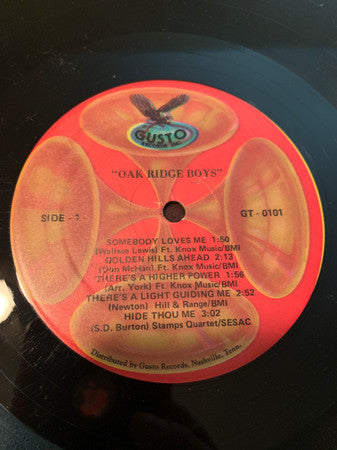 GUSTO
RECORDS INC.
"OAK RIDGE BOYS"
SIDE - 1 -
GT - 0101
SOMEBODY LOVES ME 1:50
(Wallace Lewis) Ft. Knox Music/BMI
GOLDEN HILLS AHEAD 2:13
(Don McHan) Ft. Knox Music/BMI
THERE'S A HIGHER POWER 1:56
(Arr. York) Ft. Knox Music/BMI
THERE'S A LIGHT GUIDING ME 2:52
(Newton) Hill & Range/BMI
HIDE THOU ME 3:02
(S.D. Burton) Stamps Quartet/SESAC
Distributed by Gusto Records, Nashville, Tenn.